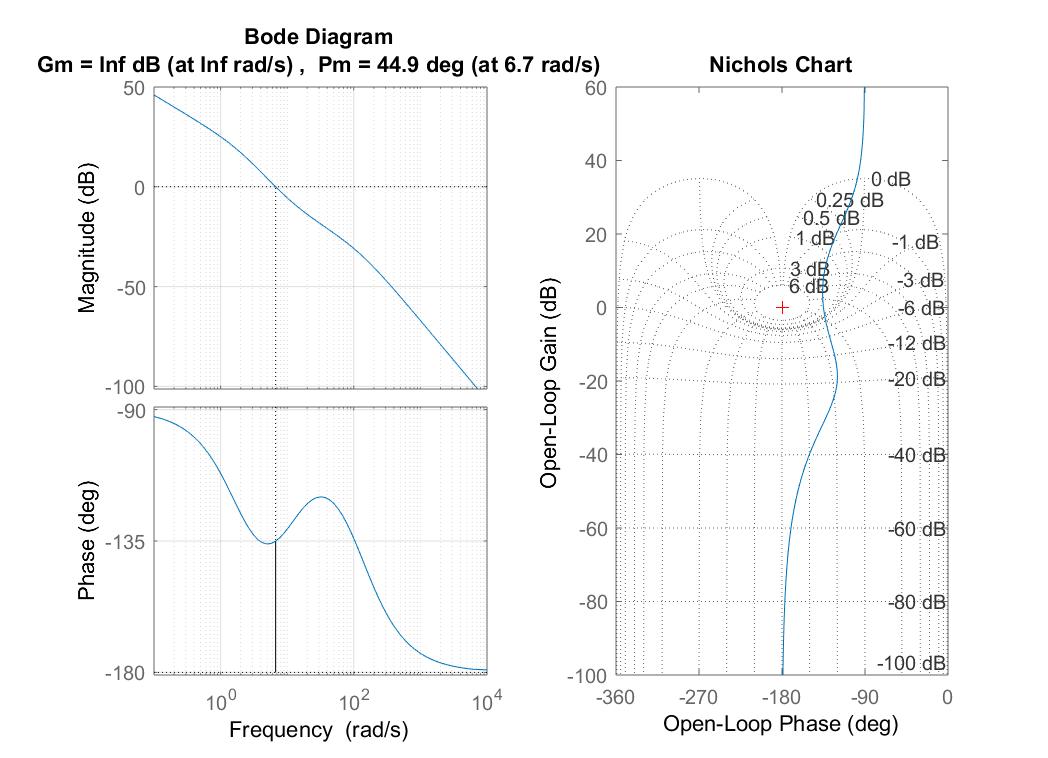 Bode Diagram
Gm = Inf dB (at Inf rad/s) ,  Pm = 44.9 deg (at 6.7 rad/s)
50
0
-50
-100
Magnitude (dB)
-90
-135
-180
Phase (deg)
10^0
10^2
10^4
Frequency  (rad/s)
Nichols Chart
60
40
20
0
-20
-40
-60
-80
-100
Open-Loop Gain (dB)
0 dB
0.25 dB
0.5 dB
1 dB
-1 dB
3 dB
-3 dB
6 dB
-6 dB
-12 dB
-20 dB
-40 dB
-60 dB
-80 dB
-100 dB
-360
-270
-180
-90
0
Open-Loop Phase (deg)